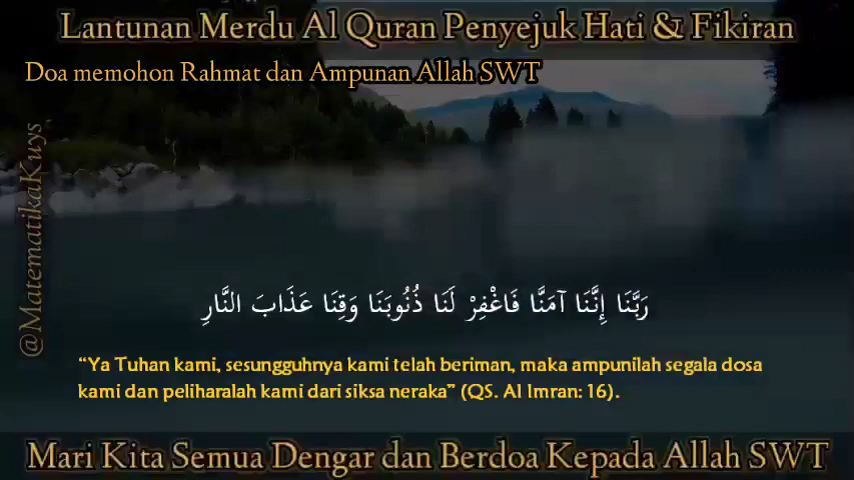 Lantunan Merdu Al Quran Penyejuk Hati & Fikiran
Doa memohon Rahmat dan Ampunan Allah SWT
@MatematikaKuys
رَبَّنَا إِنَّنَا آمَنَّا فَاغْفِرْ لَنَا ذُنُوبَنَا وَقِنَا عَذَابَ النَّارِ
“Ya Tuhan kami, sesungguhnya kami telah beriman, maka ampunilah segala dosa
kami dan peliharalah kami dari siksa neraka” (QS. Al Imran: 16).
Mari Kita Semua Dengar dan Berdoa Kepada Allah SWT